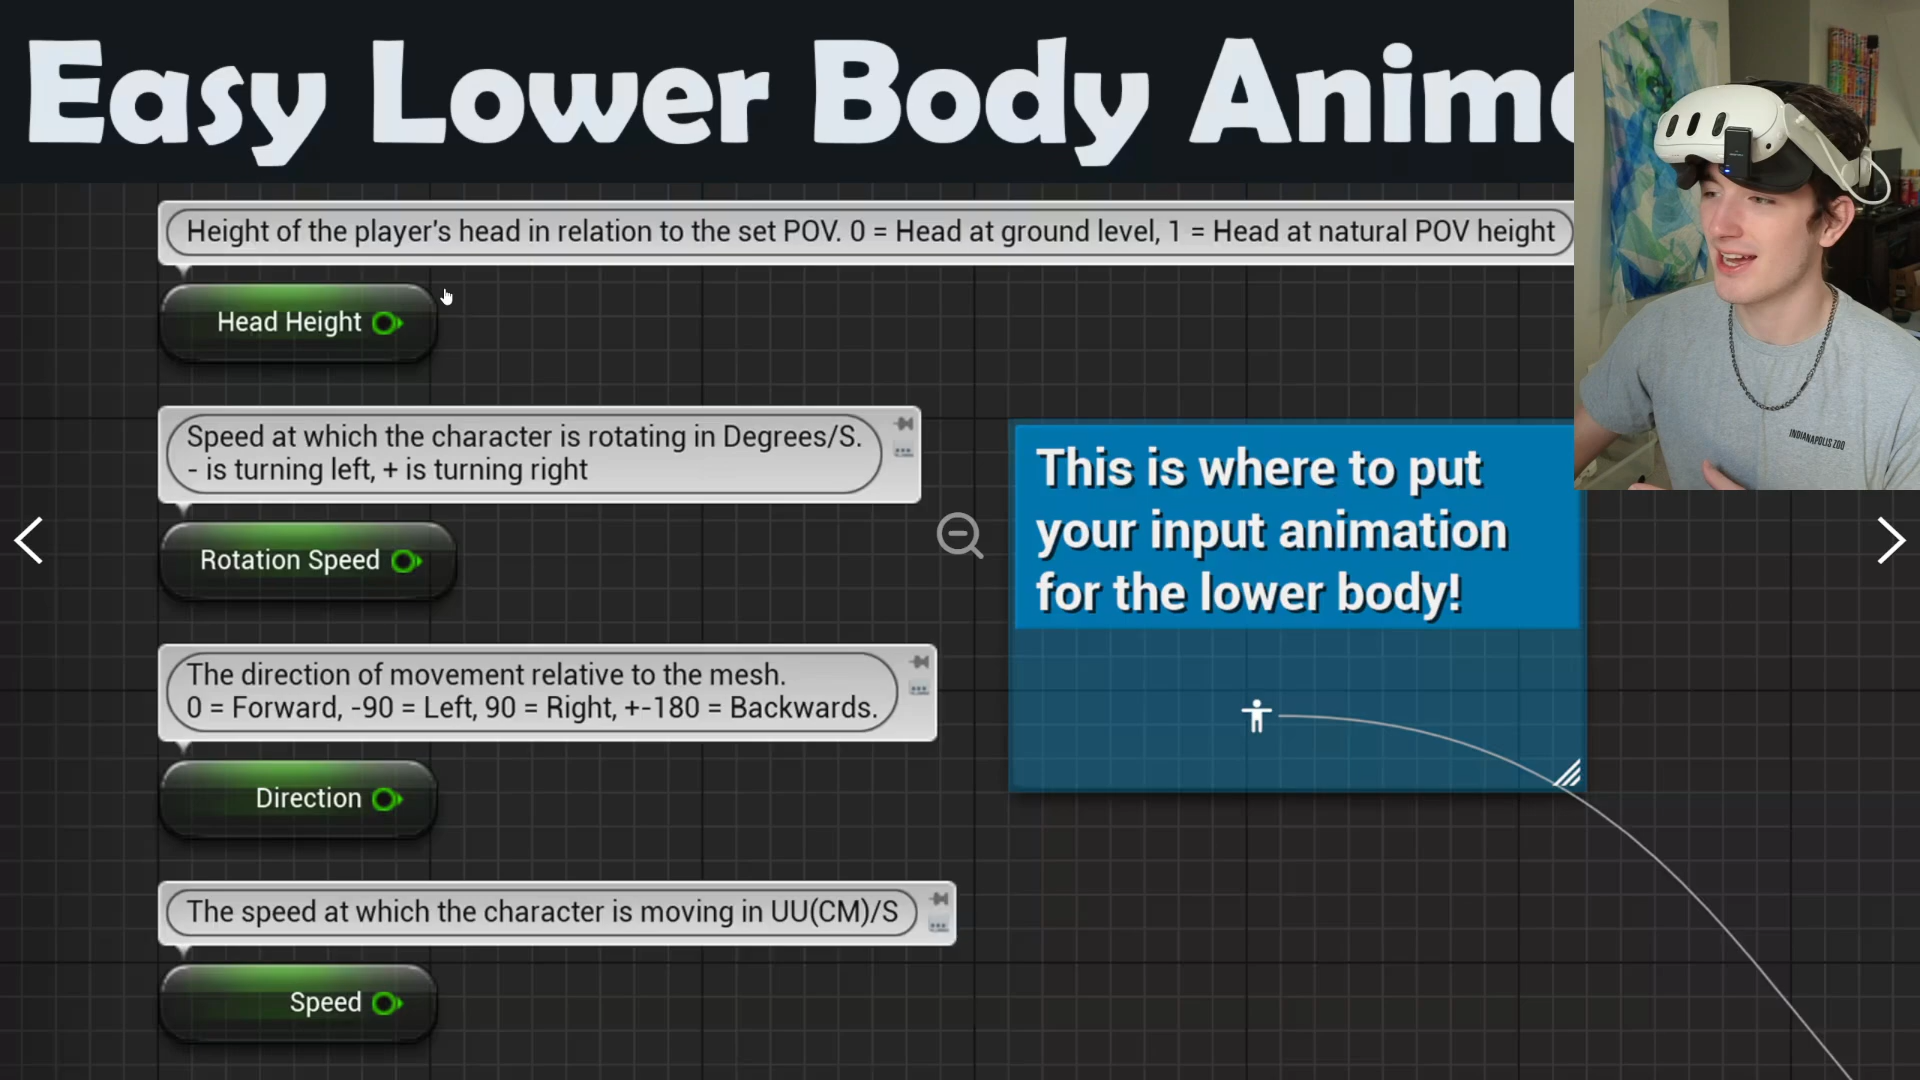 Easy Lower Body Anima
Height of the player's head in relation to the set POV. 0 = Head at ground level, 1 = Head at natural POV height
Head Height
Speed at which the character is rotating in Degrees/S.
- is turning left, + is turning right
Rotation Speed
This is where to put
your input animation
for the lower body!
The direction of movement relative to the mesh.
0 = Forward, -90 = Left, 90 = Right, +-180 = Backwards.
Direction
The speed at which the character is moving in UU(CM)/S
Speed
INDIANAPOLIS ZOO